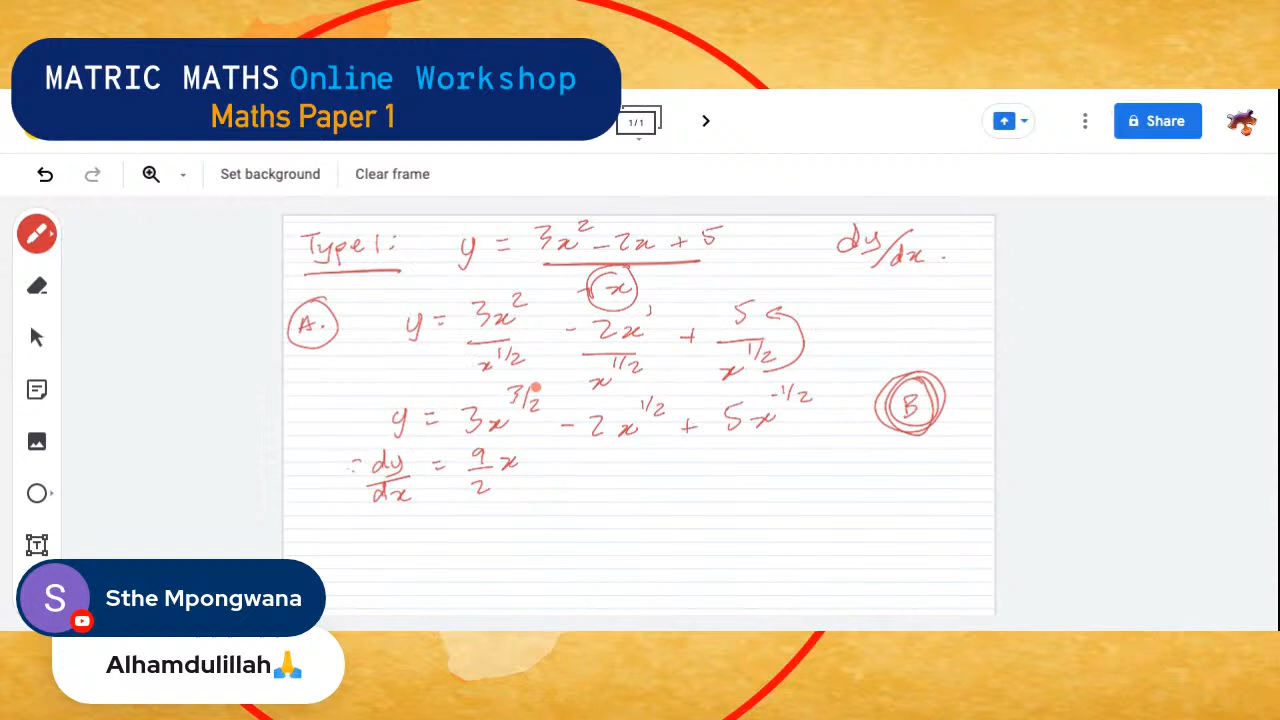 MATRIC MATHS Online Workshop
Maths Paper 1
1/1
Share
Set background
Clear frame
Type 1: y = (3x² - 2x + 5)/√x dy/dx.
A. y = 3x²/x^(1/2) - 2x¹/x^(1/2) + 5/x^(1/2)
y = 3x^(3/2) - 2x^(1/2) + 5x^(-1/2) B
∴ dy/dx = 9/2 x
T
S Sthe Mpongwana
Alhamdulillah🙏